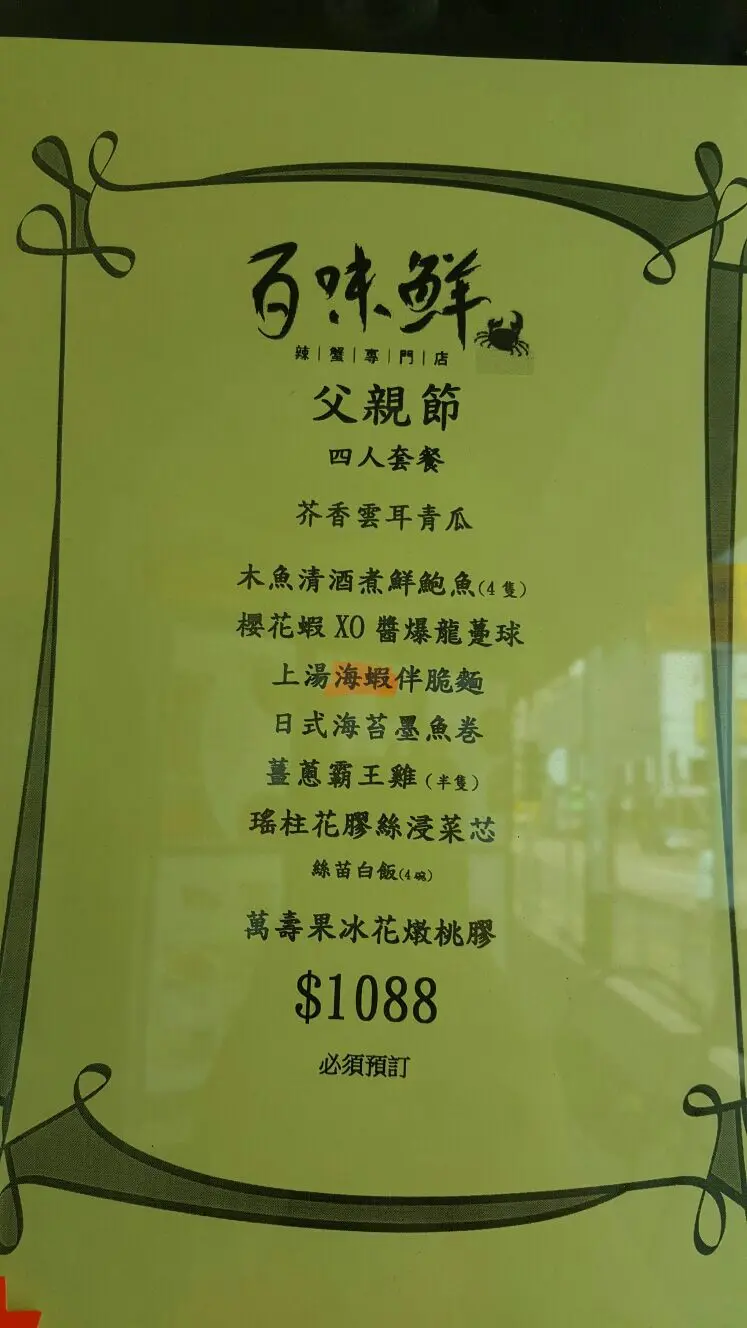 百味鮮
辣|蟹|專|門|店
父親節
四人套餐
芥香雲耳青瓜
木魚清酒煮鮮鮑魚(4隻)
櫻花蝦 XO 醬爆龍躉球
上湯海蝦伴脆麵
日式海苔墨魚卷
薑蔥霸王雞(半隻)
瑤柱花膠絲浸菜芯
絲苗白飯(4碗)
萬壽果冰花燉桃膠
$1088
必須預訂